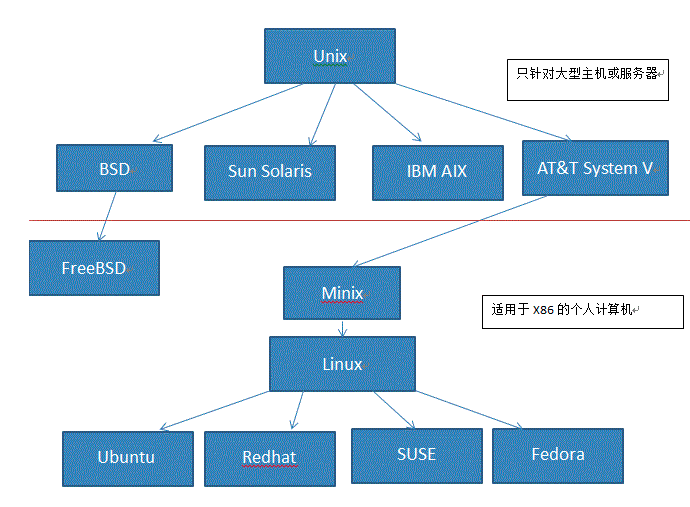 Unix
只针对大型主机或服务器
BSD
Sun Solaris
IBM AIX
AT&T System V
FreeBSD
Minix
适用于 X86 的个人计算机
Linux
Ubuntu
Redhat
SUSE
Fedora